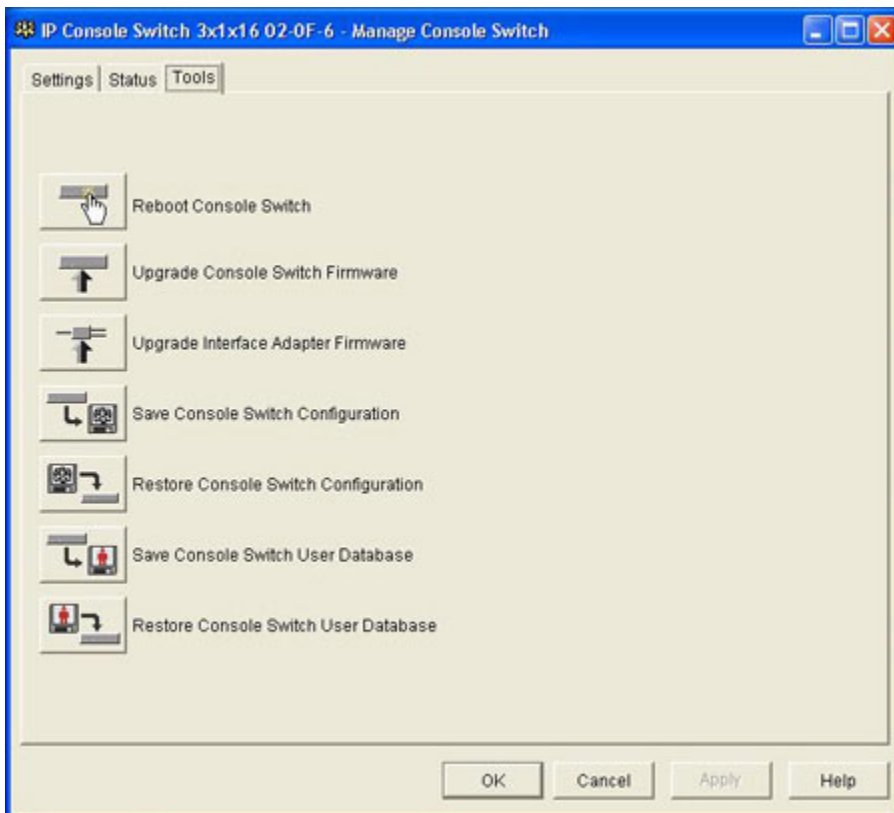 IP Console Switch 3x1x16 02-0F-6 - Manage Console Switch
Settings Status Tools
Reboot Console Switch
Upgrade Console Switch Firmware
Upgrade Interface Adapter Firmware
Save Console Switch Configuration
Restore Console Switch Configuration
Save Console Switch User Database
Restore Console Switch User Database
OK Cancel Apply Help